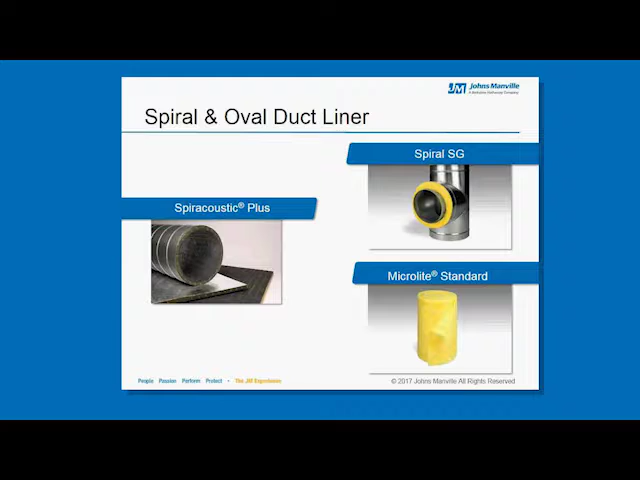 JM Johns Manville
A Berkshire Hathaway Company
Spiral & Oval Duct Liner
Spiral SG
Spiracoustic® Plus
Microlite® Standard
People Passion Perform Protect • The JM Experience
© 2017 Johns Manville All Rights Reserved